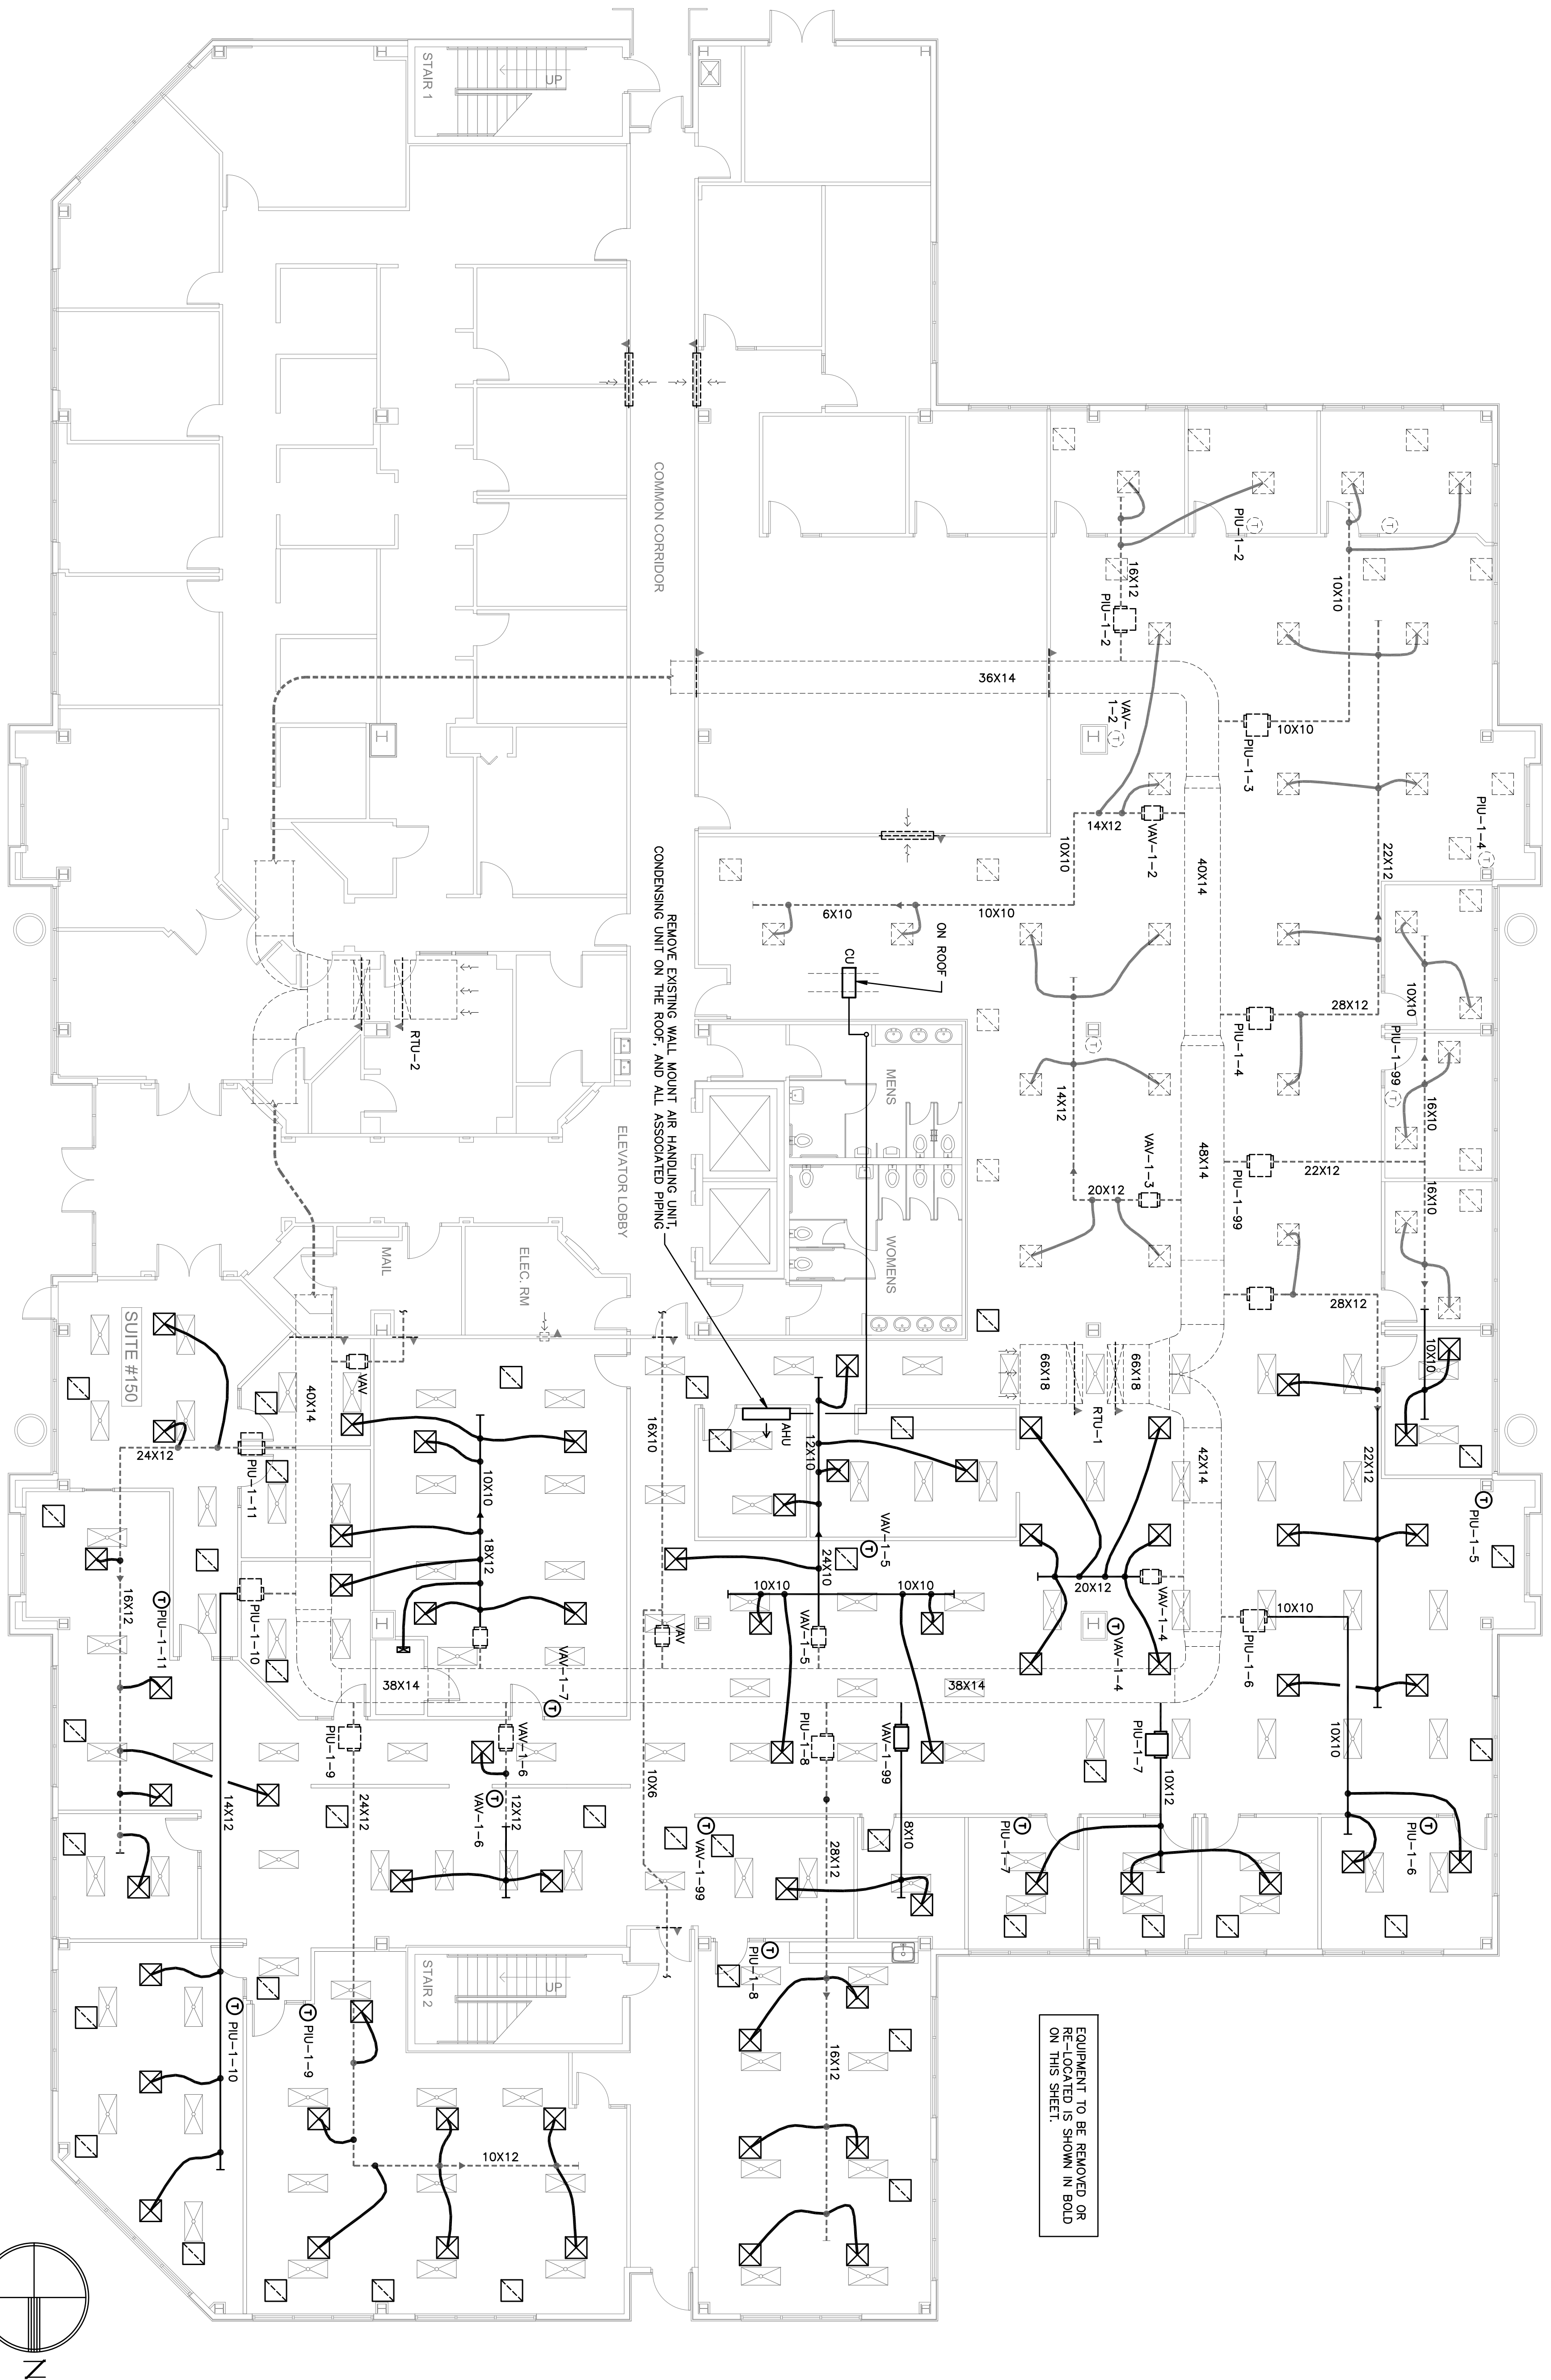 STAIR 1
UP
COMMON CORRIDOR
PIU-1-2
16X12
PIU-1-2
10X10
36X14
VAV-
1-2
10X10
PIU-1-3
14X12
VAV-1-2
10X10
40X14
22X12
PIU-1-4
6X10
10X10
ON ROOF
CU
REMOVE EXISTING WALL MOUNT AIR HANDLING UNIT,
CONDENSING UNIT ON THE ROOF, AND ALL ASSOCIATED PIPING
RTU-2
28X12
PIU-1-4
10X10
PIU-1-99
16X10
14X12
48X14
MENS
WOMENS
ELEVATOR LOBBY
VAV-1-3
20X12
22X12
PIU-1-99
16X10
MAIL
ELEC. RM
28X12
10X10
SUITE #150
VAV
40X14
66X18
66X18
RTU-1
16X10
AHU
12X10
42X14
22X12
24X12
PIU-1-11
10X10
18X12
VAV-1-5
24X10
PIU-1-5
10X10
10X10
20X12
VAV-1-4
10X10
16X12
PIU-1-11
PIU-1-10
VAV
VAV-1-5
VAV-1-4
PIU-1-6
38X14
VAV-1-7
38X14
PIU-1-9
VAV-1-6
PIU-1-8
VAV-1-99
PIU-1-7
10X12
10X10
14X12
24X12
12X12
VAV-1-6
10X6
VAV-1-99
28X12
8X10
PIU-1-7
PIU-1-6
PIU-1-10
PIU-1-9
STAIR 2
UP
PIU-1-8
16X12
10X12
EQUIPMENT TO BE REMOVED OR
RE-LOCATED IS SHOWN IN BOLD
ON THIS SHEET.
N